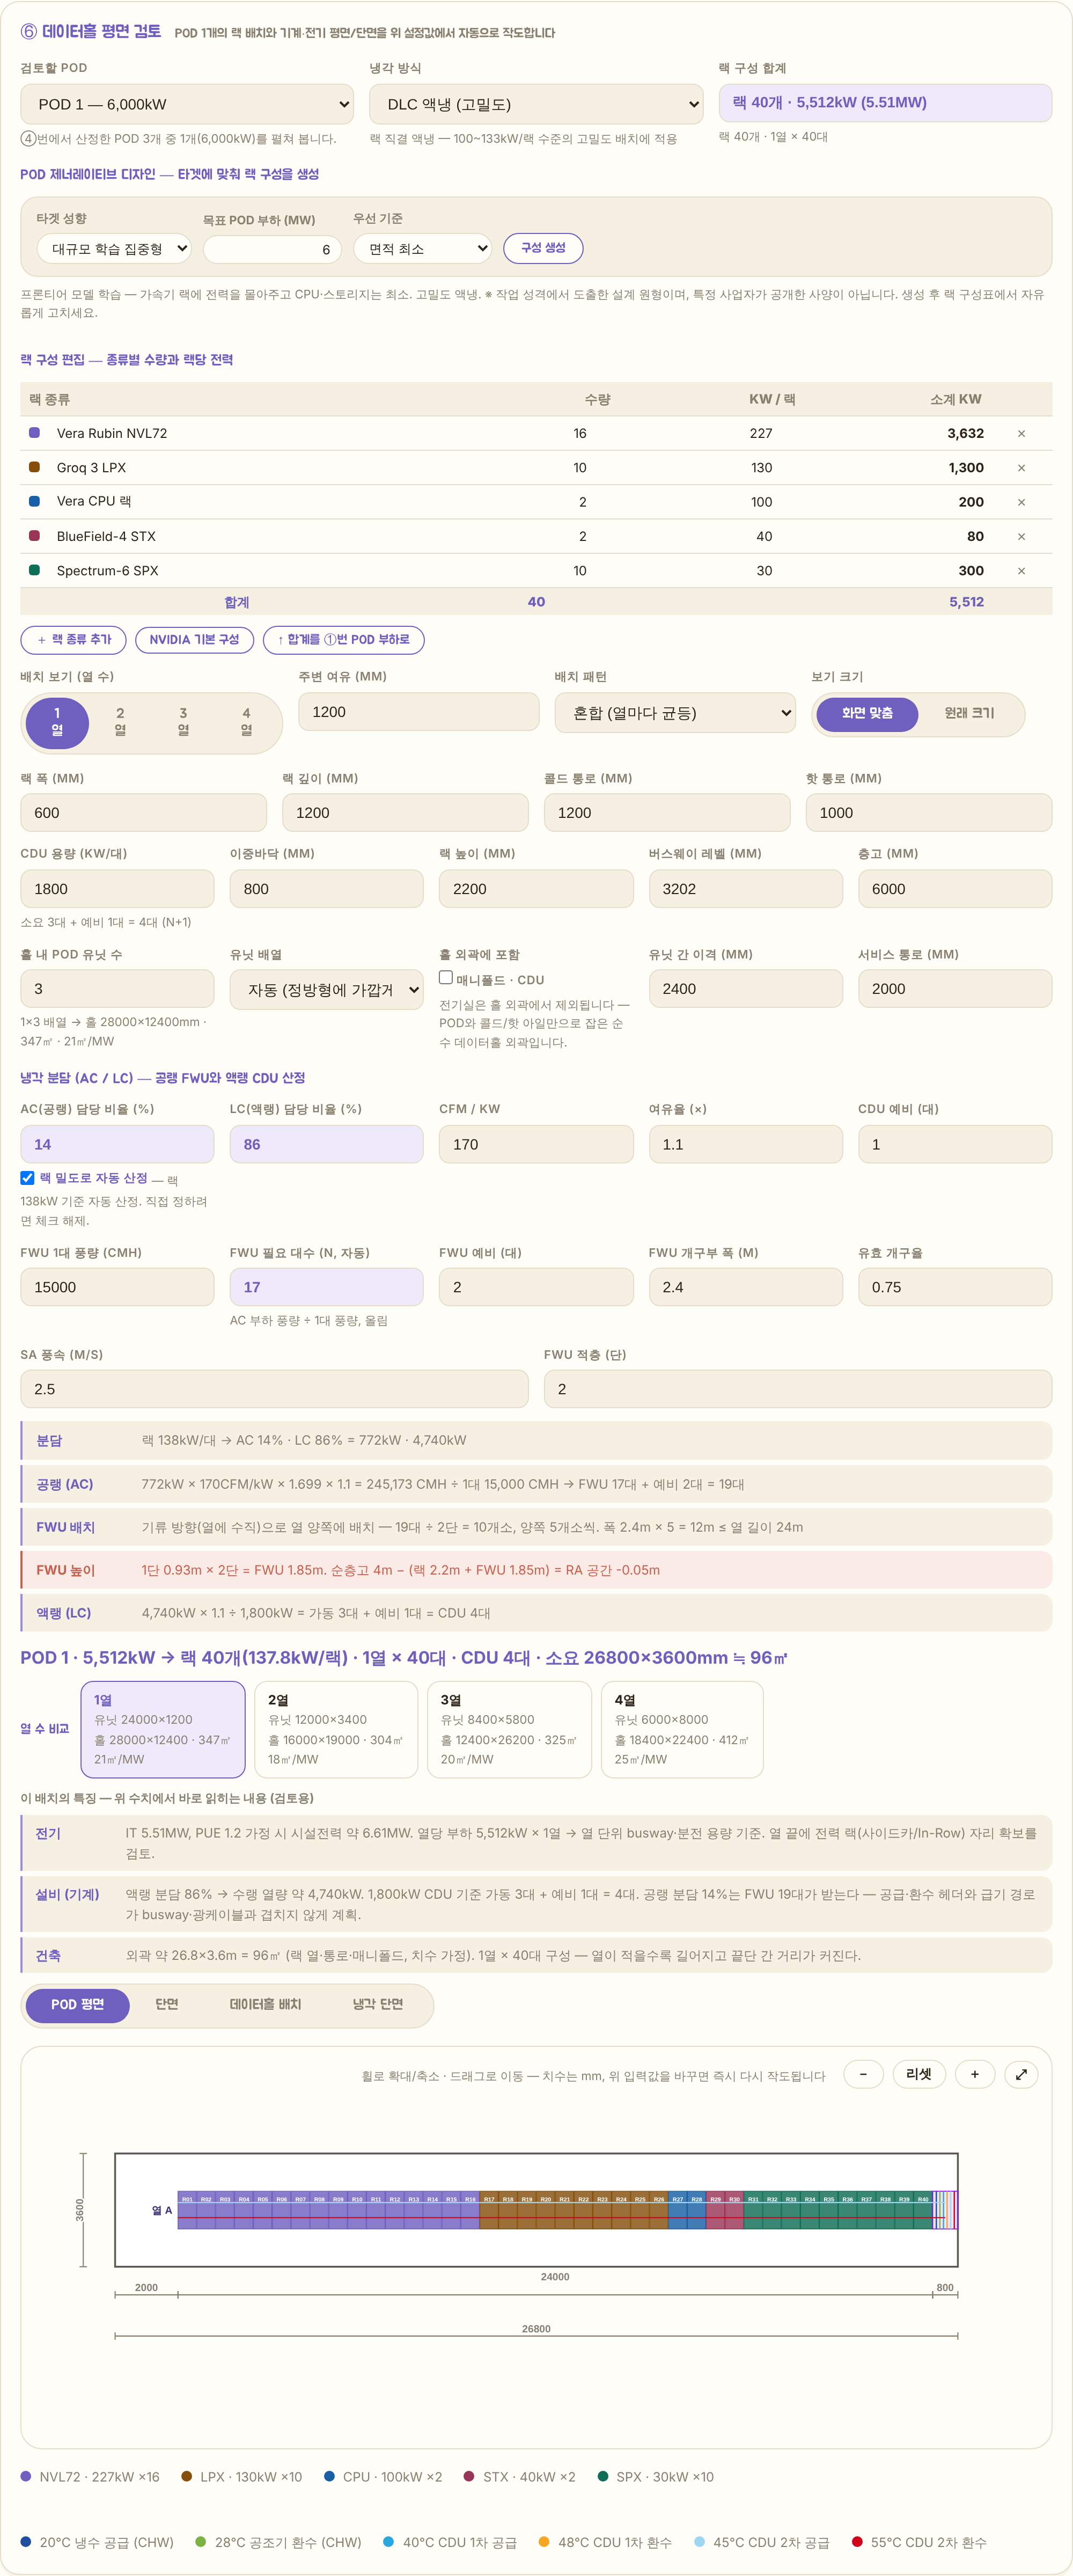 ⑥ 데이터홀 평면 검토 POD 1개의 랙 배치와 기계·전기 평면/단면을 위 설정값에서 자동으로 작도합니다
검토할 POD 냉각 방식 랙 구성 합계
POD 1 — 6,000kW DLC 액냉 (고밀도) 랙 40개 · 5,512kW (5.51MW)
④번에서 산정한 POD 3개 중 1개(6,000kW)를 펼쳐 봅니다. 랙 직결 액냉 — 100~133kW/랙 수준의 고밀도 배치에 적용 랙 40개 · 1열 × 40대
POD 제너레이티브 디자인 — 타겟에 맞춰 랙 구성을 생성
타겟 성향 목표 POD 부하 (MW) 우선 기준
대규모 학습 집중형 6 면적 최소 구성 생성
프론티어 모델 학습 — 가속기 랙에 전력을 몰아주고 CPU·스토리지는 최소. 고밀도 액냉. ※ 작업 성격에서 도출한 설계 원형이며, 특정 사업자가 공개한 사양이 아닙니다. 생성 후 랙 구성표에서 자유
롭게 고치세요.
랙 구성 편집 — 종류별 수량과 랙당 전력
랙 종류 수량 KW / 랙 소계 KW
Vera Rubin NVL72 16 227 3,632 ×
Groq 3 LPX 10 130 1,300 ×
Vera CPU 랙 2 100 200 ×
BlueField-4 STX 2 40 80 ×
Spectrum-6 SPX 10 30 300 ×
합계 40 5,512
＋ 랙 종류 추가 NVIDIA 기본 구성 ↑ 합계를 ①번 POD 부하로
배치 보기 (열 수) 주변 여유 (MM) 배치 패턴 보기 크기
1 열 2 열 3 열 4 열 1200 혼합 (열마다 균등) 화면 맞춤 원래 크기
랙 폭 (MM) 랙 깊이 (MM) 콜드 통로 (MM) 핫 통로 (MM)
600 1200 1200 1000
CDU 용량 (KW/대) 이중바닥 (MM) 랙 높이 (MM) 버스웨이 레벨 (MM) 층고 (MM)
1800 800 2200 3202 6000
소요 3대 + 예비 1대 = 4대 (N+1)
홀 내 POD 유닛 수 유닛 배열 홀 외곽에 포함 유닛 간 이격 (MM) 서비스 통로 (MM)
3 자동 (정방형에 가깝게 매니폴드 · CDU 2400 2000
1×3 배열 → 홀 28000×12400mm ·
347㎡ · 21㎡/MW
전기실은 홀 외곽에서 제외됩니다 —
POD와 콜드/핫 아일만으로 잡은 순
수 데이터홀 외곽입니다.
냉각 분담 (AC / LC) — 공랭 FWU와 액랭 CDU 산정
AC(공랭) 담당 비율 (%) LC(액랭) 담당 비율 (%) CFM / KW 여유율 (×) CDU 예비 (대)
14 86 170 1.1 1
랙 밀도로 자동 산정 — 랙
138kW 기준 자동 산정. 직접 정하려
면 체크 해제.
FWU 1대 풍량 (CMH) FWU 필요 대수 (N, 자동) FWU 예비 (대) FWU 개구부 폭 (M) 유효 개구율
15000 17 2 2.4 0.75
AC 부하 풍량 ÷ 1대 풍량, 올림
SA 풍속 (M/S) FWU 적층 (단)
2.5 2
분담 랙 138kW/대 → AC 14% · LC 86% = 772kW · 4,740kW
공랭 (AC) 772kW × 170CFM/kW × 1.699 × 1.1 = 245,173 CMH ÷ 1대 15,000 CMH → FWU 17대 + 예비 2대 = 19대
FWU 배치 기류 방향(열에 수직)으로 열 양쪽에 배치 — 19대 ÷ 2단 = 10개소, 양쪽 5개소씩. 폭 2.4m × 5 = 12m ≤ 열 길이 24m
FWU 높이 1단 0.93m × 2단 = FWU 1.85m. 순층고 4m − (랙 2.2m + FWU 1.85m) = RA 공간 -0.05m
액랭 (LC) 4,740kW × 1.1 ÷ 1,800kW = 가동 3대 + 예비 1대 = CDU 4대
POD 1 · 5,512kW → 랙 40개(137.8kW/랙) · 1열 × 40대 · CDU 4대 · 소요 26800×3600mm ≒ 96㎡
열 수 비교
1열
유닛 24000×1200
홀 28000×12400 · 347㎡
21㎡/MW
2열
유닛 12000×3400
홀 16000×19000 · 304㎡
18㎡/MW
3열
유닛 8400×5800
홀 12400×26200 · 325㎡
20㎡/MW
4열
유닛 6000×8000
홀 18400×22400 · 412㎡
25㎡/MW
이 배치의 특징 — 위 수치에서 바로 읽히는 내용 (검토용)
전기 IT 5.51MW, PUE 1.2 가정 시 시설전력 약 6.61MW. 열당 부하 5,512kW × 1열 → 열 단위 busway·분전 용량 기준. 열 끝에 전력 랙(사이드카/In-Row) 자리 확보를
검토.
설비 (기계) 액랭 분담 86% → 수랭 열량 약 4,740kW. 1,800kW CDU 기준 가동 3대 + 예비 1대 = 4대. 공랭 분담 14%는 FWU 19대가 받는다 — 공급·환수 헤더와 급기 경로
가 busway·광케이블과 겹치지 않게 계획.
건축 외곽 약 26.8×3.6m = 96㎡ (랙 열·통로·매니폴드, 치수 가정). 1열 × 40대 구성 — 열이 적을수록 길어지고 끝단 간 거리가 커진다.
POD 평면 단면 데이터홀 배치 냉각 단면
휠로 확대/축소 · 드래그로 이동 — 치수는 mm, 위 입력값을 바꾸면 즉시 다시 작도됩니다 − 리셋 + ⤢
3600
열 A R01 R02 R03 R04 R05 R06 R07 R08 R09 R10 R11 R12 R13 R14 R15 R16 R17 R18 R19 R20 R21 R22 R23 R24 R25 R26 R27 R28 R29 R30 R31 R32 R33 R34 R35 R36 R37 R38 R39 R40
24000
2000 800
26800
NVL72 · 227kW ×16 LPX · 130kW ×10 CPU · 100kW ×2 STX · 40kW ×2 SPX · 30kW ×10
20°C 냉수 공급 (CHW) 28°C 공조기 환수 (CHW) 40°C CDU 1차 공급 48°C CDU 1차 환수 45°C CDU 2차 공급 55°C CDU 2차 환수